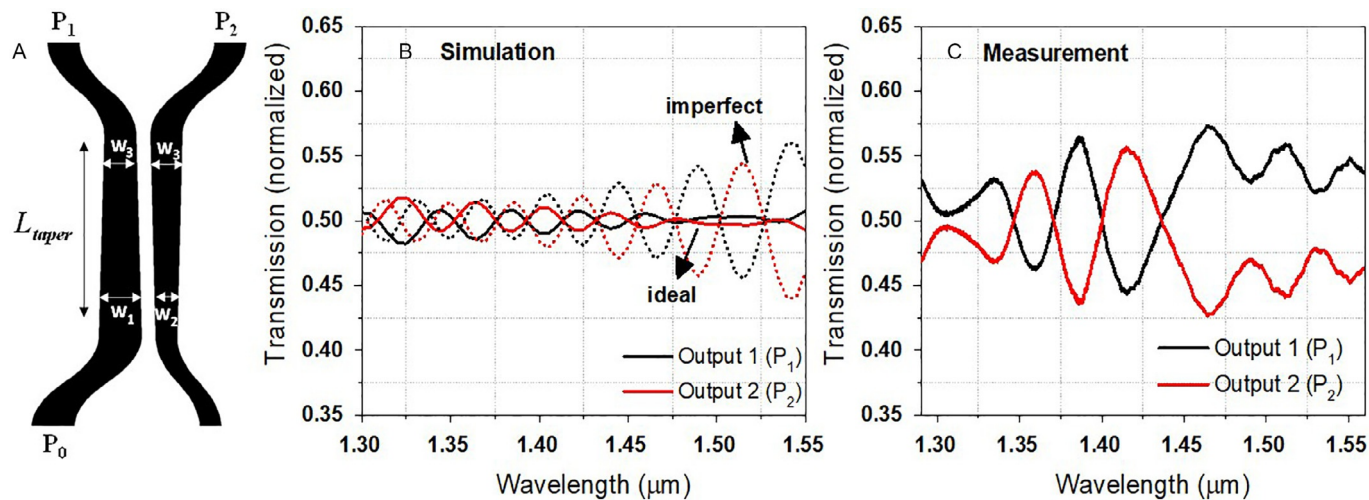 A
P1
P2
W3
W3
Ltaper
W1
W2
P0
B
Simulation
Transmission (normalized)
0.65
0.60
0.55
0.50
0.45
0.40
0.35
imperfect
ideal
Output 1 (P1)
Output 2 (P2)
1.30
1.35
1.40
1.45
1.50
1.55
Wavelength (μm)
C
Measurement
Transmission (normalized)
0.65
0.60
0.55
0.50
0.45
0.40
0.35
Output 1 (P1)
Output 2 (P2)
1.30
1.35
1.40
1.45
1.50
1.55
Wavelength (μm)